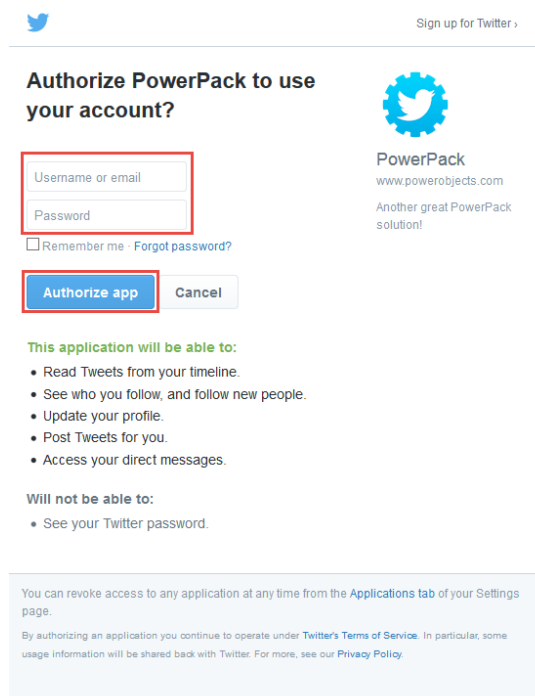 Sign up for Twitter ›
Authorize PowerPack to use
your account?
Username or email
Password
Remember me · Forgot password?
Authorize app
Cancel
PowerPack
www.powerobjects.com
Another great PowerPack
solution!
This application will be able to:
• Read Tweets from your timeline.
• See who you follow, and follow new people.
• Update your profile.
• Post Tweets for you.
• Access your direct messages.
Will not be able to:
• See your Twitter password.
You can revoke access to any application at any time from the Applications tab of your Settings
page.
By authorizing an application you continue to operate under Twitter's Terms of Service. In particular, some
usage information will be shared back with Twitter. For more, see our Privacy Policy.